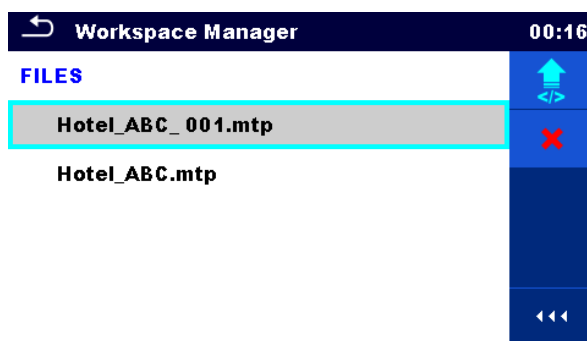 Workspace Manager 00:16
FILES
</>
Hotel_ABC_ 001.mtp
Hotel_ABC.mtp